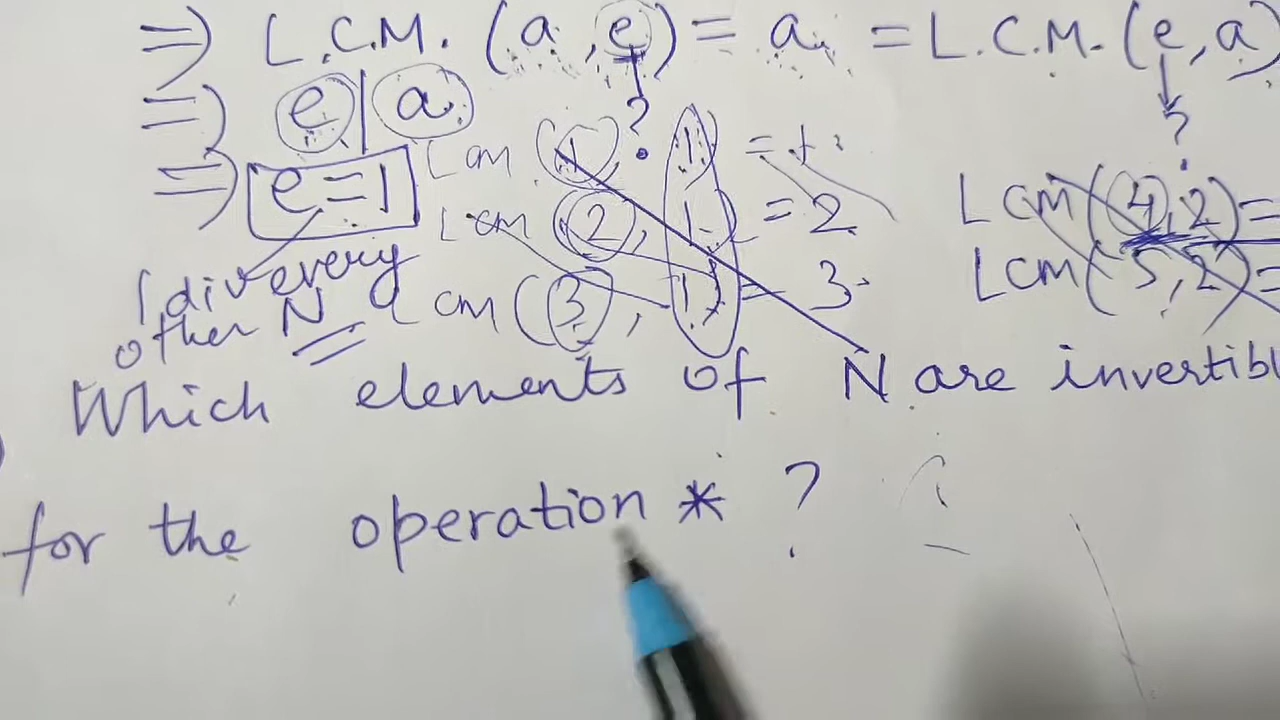 => L.C.M. (a, e) = a. = L.C.M. (e, a)
?
?
=> e | a
LCM (1, 1) = 1.
=> e = 1
LCM (2, 1) = 2
LCM (4, 2) =
1 div every other N
LCM (3, 1) = 3.
LCM (5, 2) =
Which elements of N are invertibl
for the operation * ?